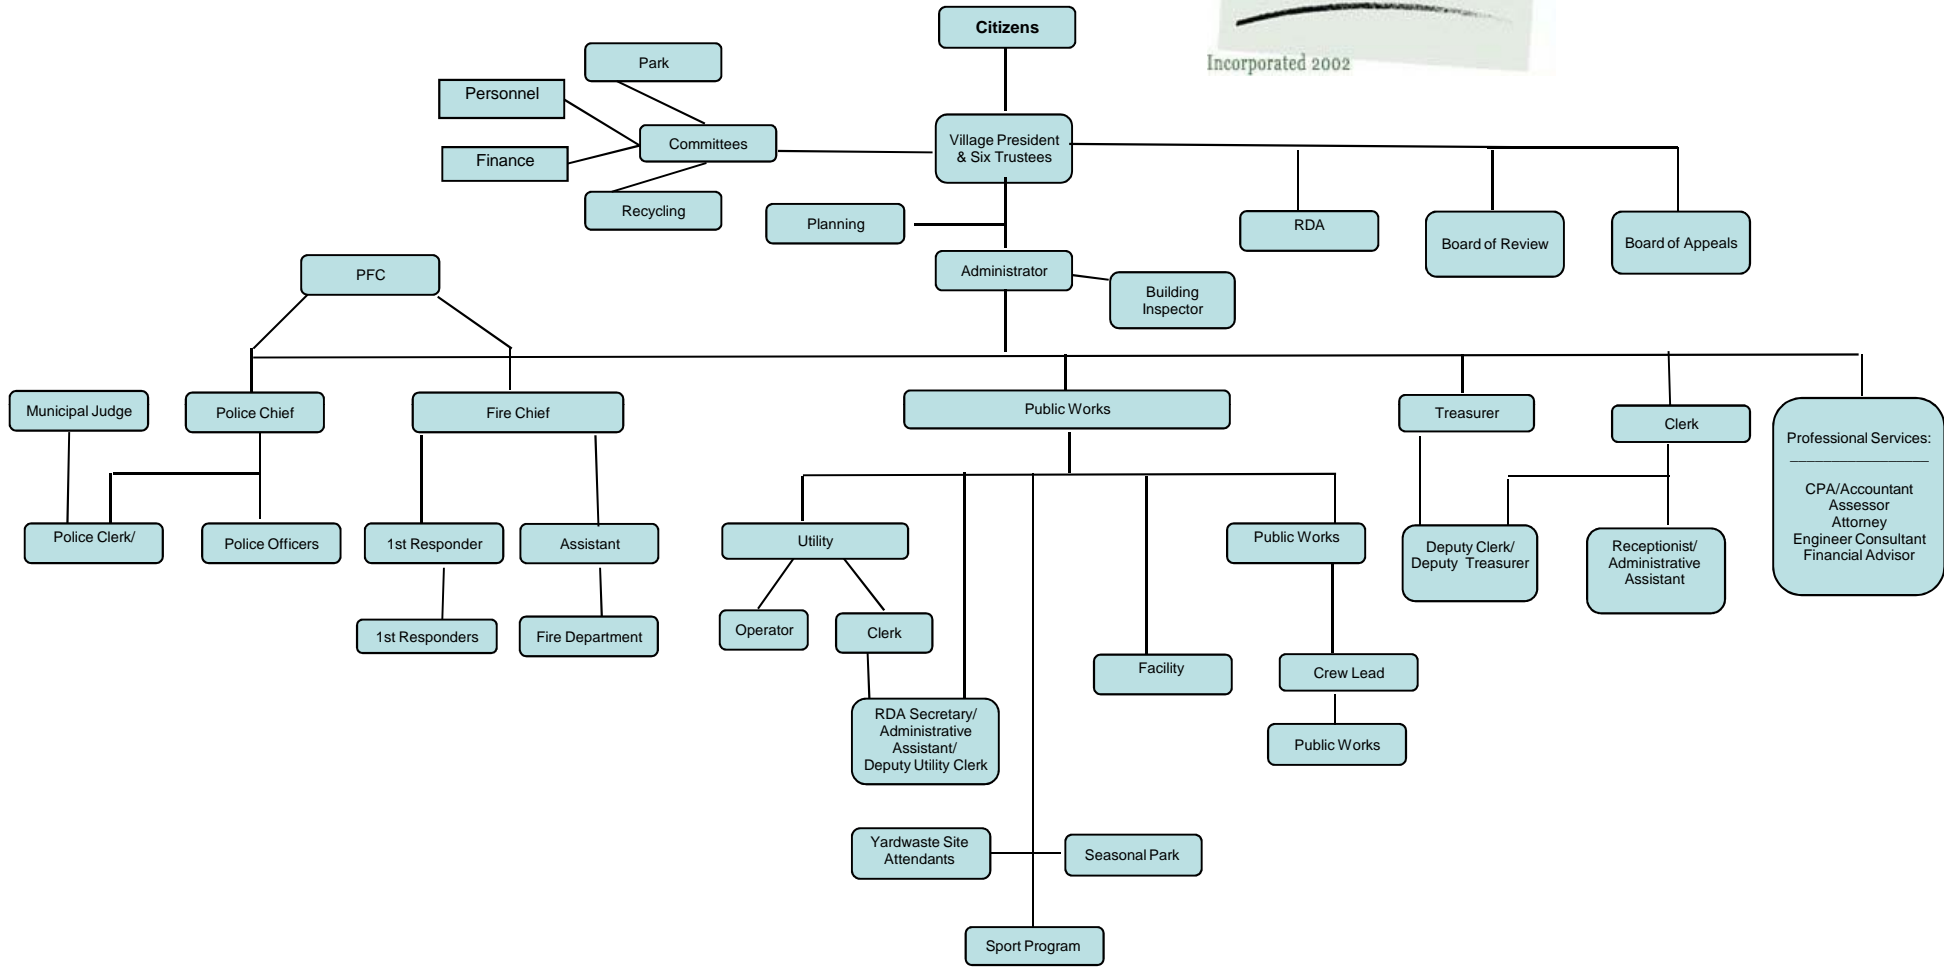 Citizens
Incorporated 2002
Park
Personnel
Committees
Finance
Recycling
Village President
& Six Trustees
Planning
RDA
Board of Review
Board of Appeals
PFC
Administrator
Building
Inspector
Municipal Judge
Police Chief
Fire Chief
Public Works
Treasurer
Clerk
Professional Services:
CPA/Accountant
Assessor
Attorney
Engineer Consultant
Financial Advisor
Police Clerk/
Police Officers
1st Responder
Assistant
Utility
Public Works
Deputy Clerk/
Deputy Treasurer
Receptionist/
Administrative
Assistant
1st Responders
Fire Department
Operator
Clerk
Facility
Crew Lead
RDA Secretary/
Administrative
Assistant/
Deputy Utility Clerk
Public Works
Yardwaste Site
Attendants
Seasonal Park
Sport Program